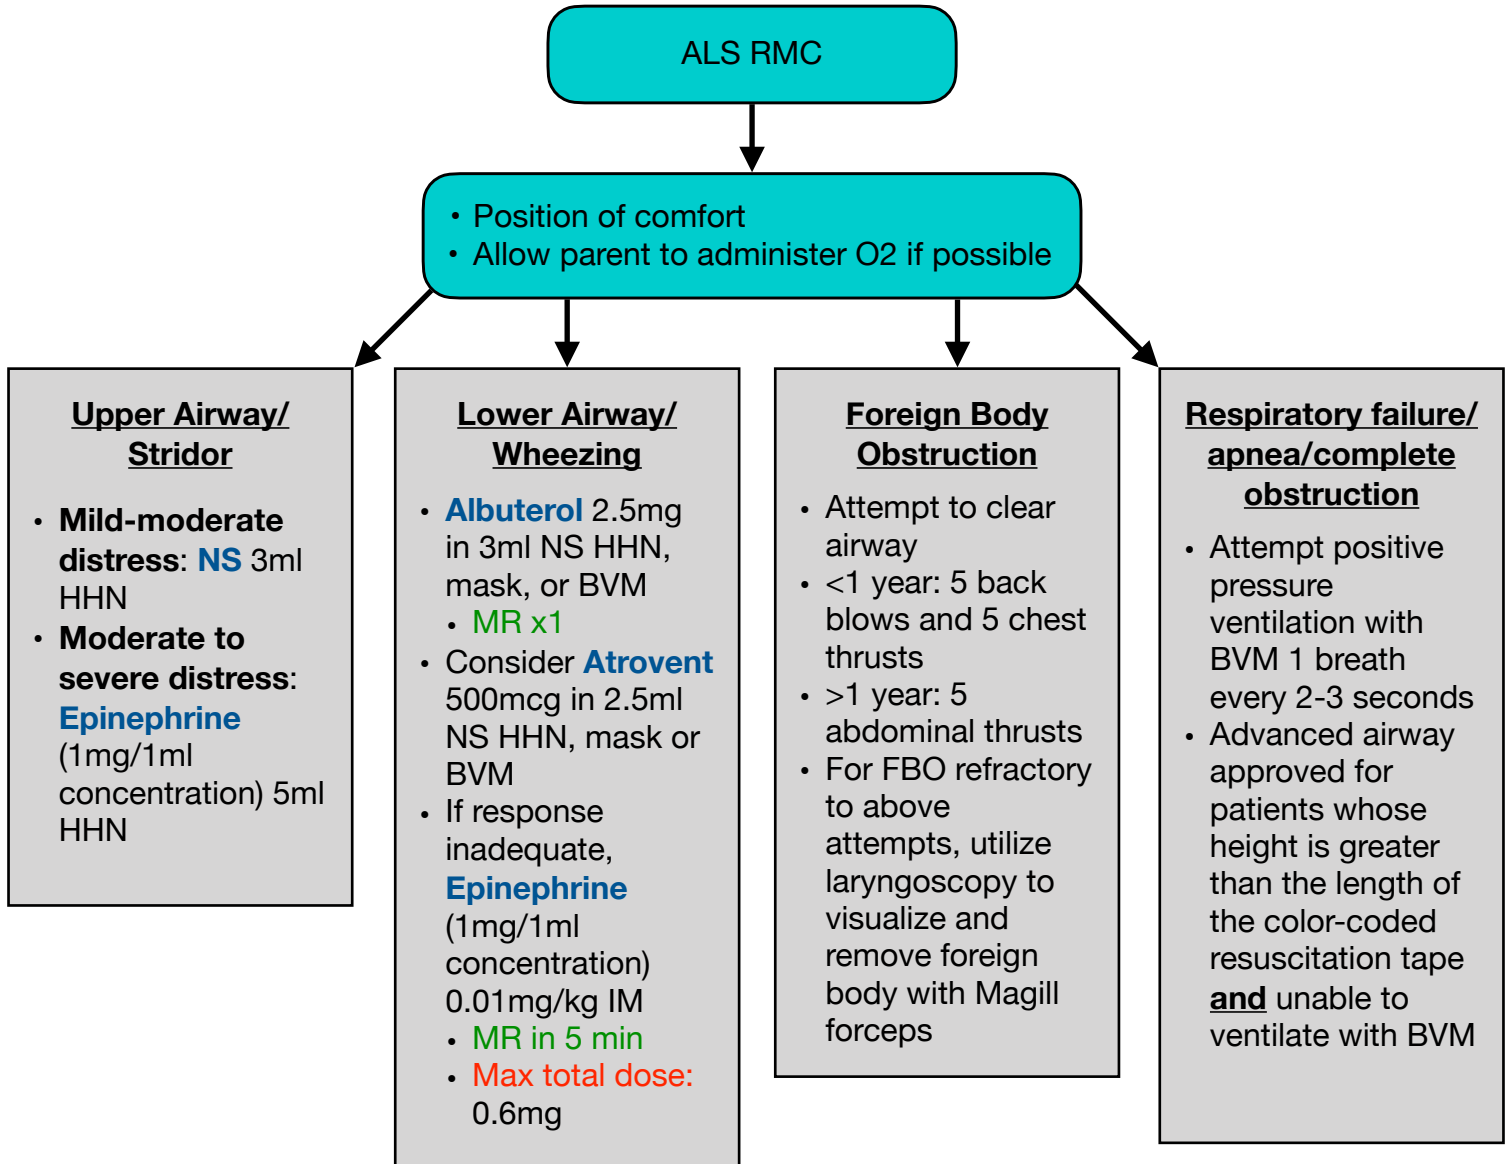 ALS RMC
• Position of comfort
• Allow parent to administer O2 if possible
Upper Airway/
Stridor
• Mild-moderate
distress: NS 3ml
HHN
• Moderate to
severe distress:
Epinephrine
(1mg/1ml
concentration) 5ml
HHN
Lower Airway/
Wheezing
• Albuterol 2.5mg
in 3ml NS HHN,
mask, or BVM
• MR x1
• Consider Atrovent
500mcg in 2.5ml
NS HHN, mask or
BVM
• If response
inadequate,
Epinephrine
(1mg/1ml
concentration)
0.01mg/kg IM
• MR in 5 min
• Max total dose:
0.6mg
Foreign Body
Obstruction
• Attempt to clear
airway
• <1 year: 5 back
blows and 5 chest
thrusts
• >1 year: 5
abdominal thrusts
• For FBO refractory
to above
attempts, utilize
laryngoscopy to
visualize and
remove foreign
body with Magill
forceps
Respiratory failure/
apnea/complete
obstruction
• Attempt positive
pressure
ventilation with
BVM 1 breath
every 2-3 seconds
• Advanced airway
approved for
patients whose
height is greater
than the length of
the color-coded
resuscitation tape
and unable to
ventilate with BVM